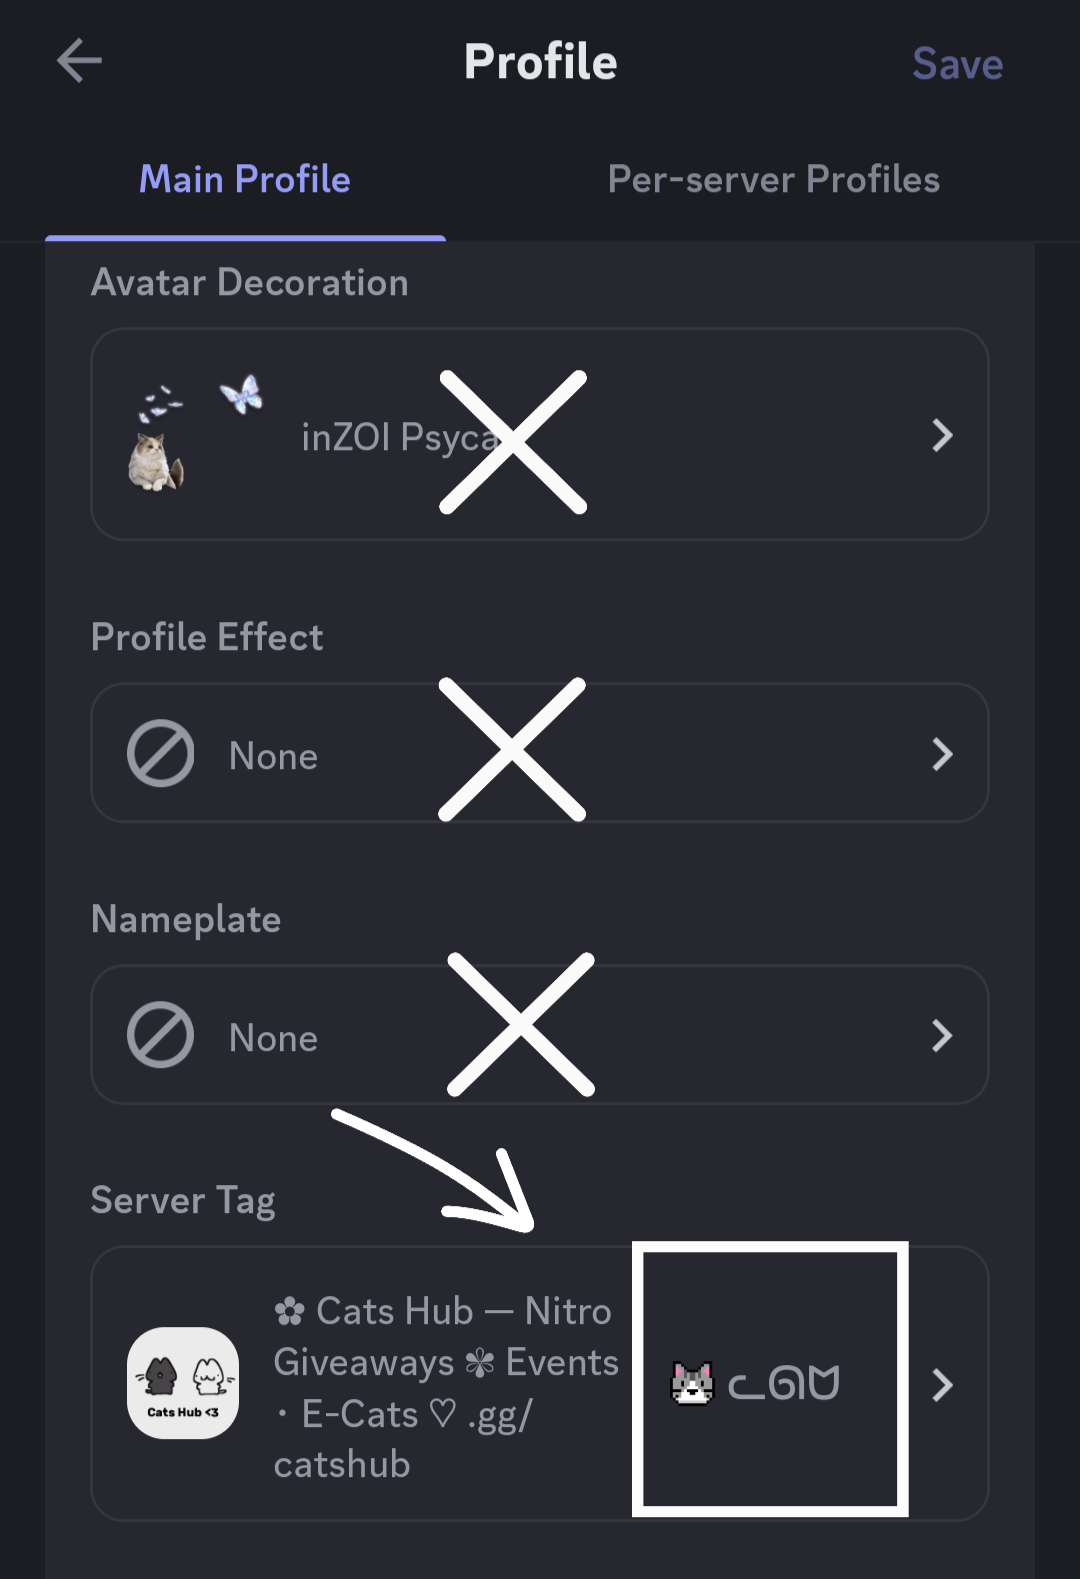 Profile
Save
Main Profile
Per-server Profiles
Avatar Decoration
inZOI Psyca
Profile Effect
None
Nameplate
None
Server Tag
✿ Cats Hub — Nitro
Giveaways ✽ Events
· E-Cats ♡ .gg/
catshub
Cats Hub <3